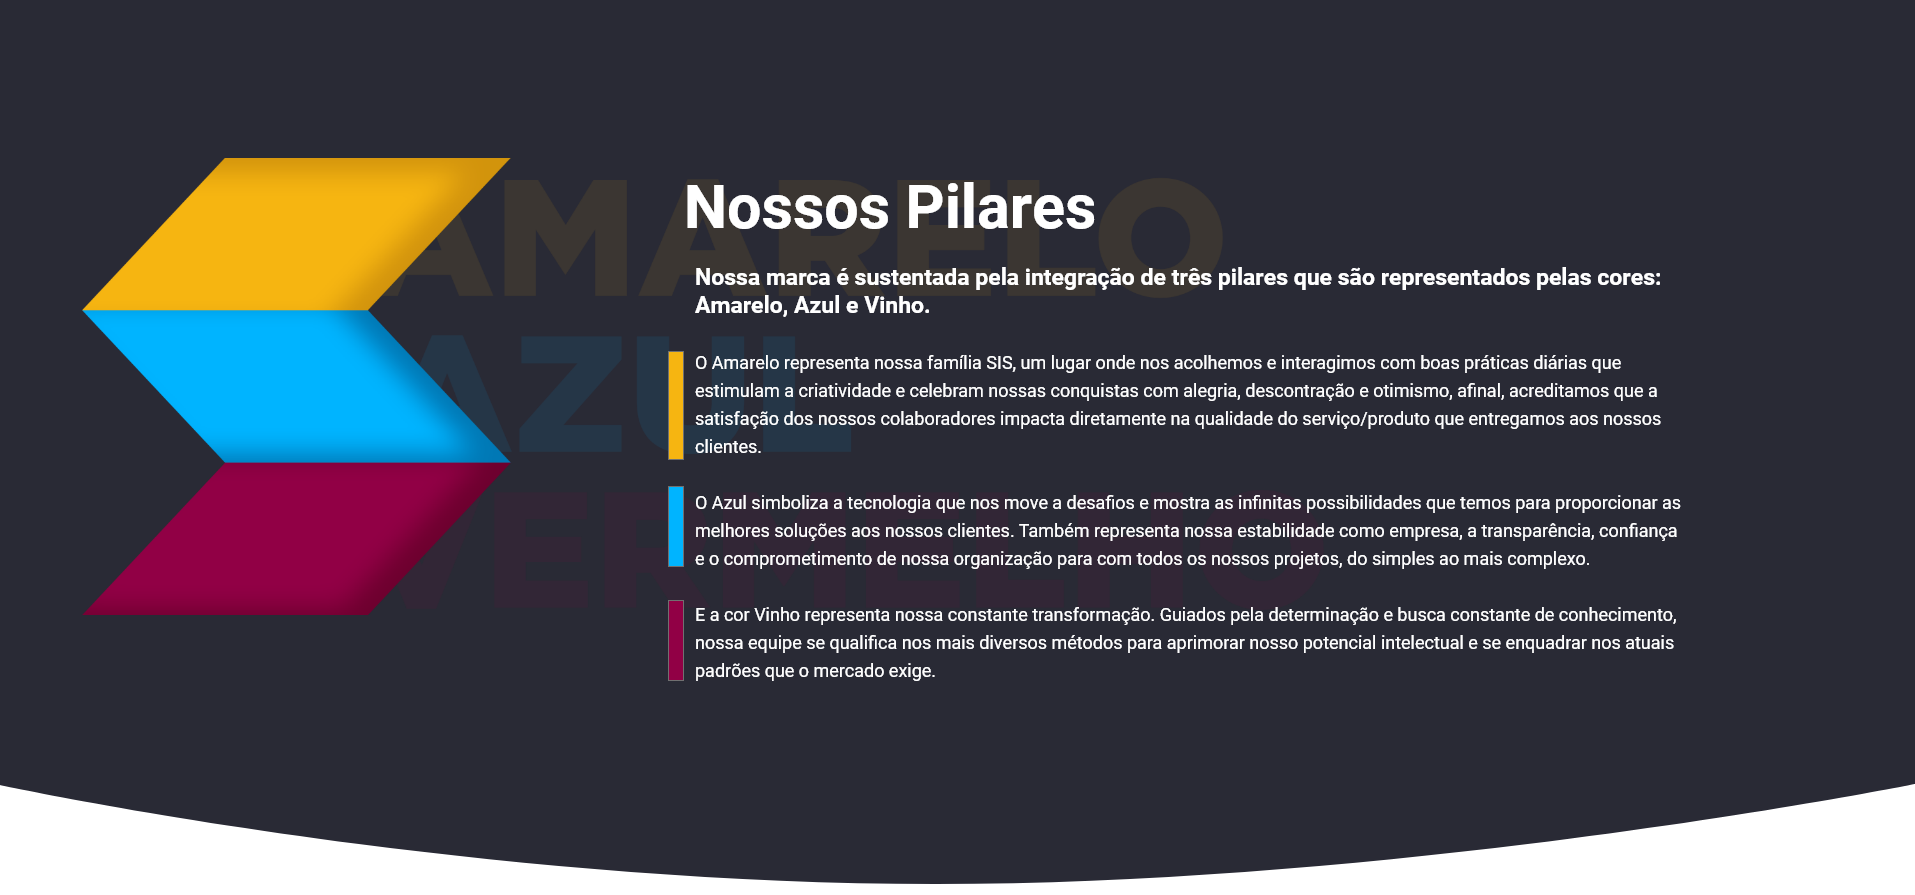 AMARELO
AZUL
VERMELHO
Nossos Pilares
Nossa marca é sustentada pela integração de três pilares que são representados pelas cores:
Amarelo, Azul e Vinho.
O Amarelo representa nossa família SIS, um lugar onde nos acolhemos e interagimos com boas práticas diárias que
estimulam a criatividade e celebram nossas conquistas com alegria, descontração e otimismo, afinal, acreditamos que a
satisfação dos nossos colaboradores impacta diretamente na qualidade do serviço/produto que entregamos aos nossos
clientes.
O Azul simboliza a tecnologia que nos move a desafios e mostra as infinitas possibilidades que temos para proporcionar as
melhores soluções aos nossos clientes. Também representa nossa estabilidade como empresa, a transparência, confiança
e o comprometimento de nossa organização para com todos os nossos projetos, do simples ao mais complexo.
E a cor Vinho representa nossa constante transformação. Guiados pela determinação e busca constante de conhecimento,
nossa equipe se qualifica nos mais diversos métodos para aprimorar nosso potencial intelectual e se enquadrar nos atuais
padrões que o mercado exige.